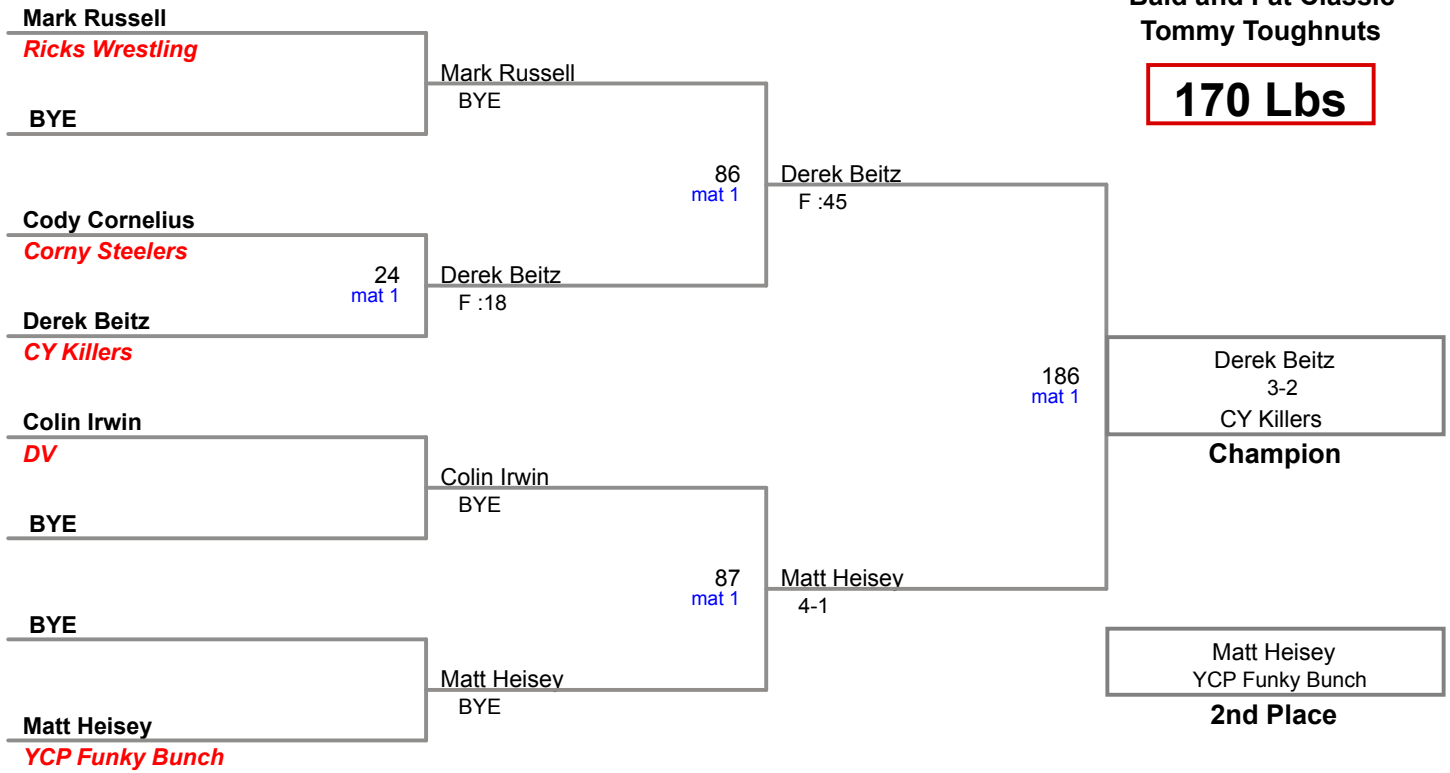 Bald and Fat Classic
Tommy Toughnuts
170 Lbs
Mark Russell
Ricks Wrestling
BYE
Mark Russell
BYE
Cody Cornelius
Corny Steelers
24
mat 1
Derek Beitz
CY Killers
Derek Beitz
F :18
86
mat 1
Derek Beitz
F :45
Colin Irwin
DV
BYE
Colin Irwin
BYE
BYE
Matt Heisey
YCP Funky Bunch
Matt Heisey
BYE
87
mat 1
Matt Heisey
4-1
186
mat 1
Derek Beitz
3-2
CY Killers
Champion
Matt Heisey
YCP Funky Bunch
2nd Place